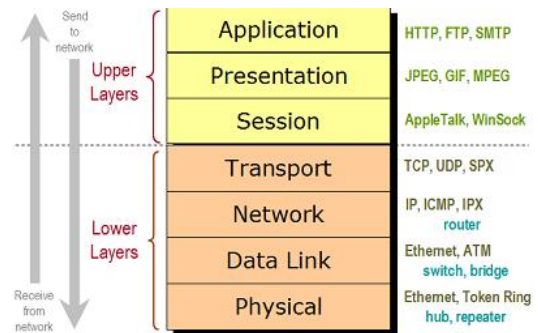 Send
to
network
Upper
Layers
Application
HTTP, FTP, SMTP
Presentation
JPEG, GIF, MPEG
Session
AppleTalk, WinSock
Lower
Layers
Transport
TCP, UDP, SPX
Network
IP, ICMP, IPX
router
Data Link
Ethernet, ATM
switch, bridge
Physical
Ethernet, Token Ring
hub, repeater
Receive
from
network